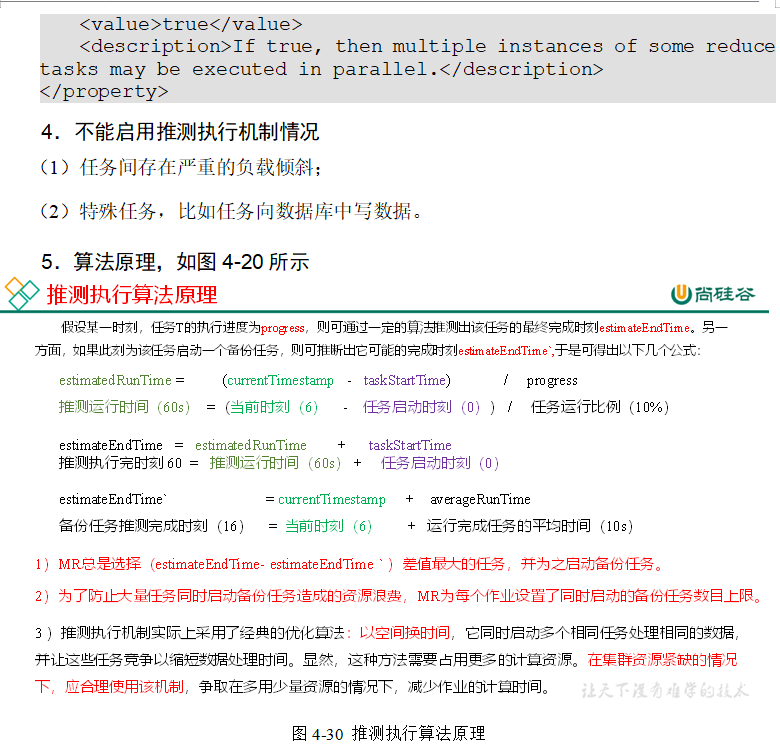 <value>true</value>
<description>If true, then multiple instances of some reduce
tasks may be executed in parallel.</description>
</property>
4．不能启用推测执行机制情况
（1）任务间存在严重的负载倾斜；
（2）特殊任务，比如任务向数据库中写数据。
5．算法原理，如图 4-20 所示
推测执行算法原理
尚硅谷
假设某一时刻，任务T的执行进度为progress，则可通过一定的算法推测出该任务的最终完成时刻estimateEndTime。另一
方面，如果此刻为该任务启动一个备份任务，则可推断出它可能的完成时刻estimateEndTime`,于是可得出以下几个公式：
estimatedRunTime = (currentTimestamp - taskStartTime) / progress
推测运行时间（60s） =（当前时刻（6） - 任务启动时刻（0）） / 任务运行比例（10%）
estimateEndTime = estimatedRunTime + taskStartTime
推测执行完时刻 60 = 推测运行时间（60s） + 任务启动时刻（0）
estimateEndTime` = currentTimestamp + averageRunTime
备份任务推测完成时刻（16） = 当前时刻（6） + 运行完成任务的平均时间（10s）
1）MR总是选择（estimateEndTime- estimateEndTime ` ）差值最大的任务，并为之启动备份任务。
2）为了防止大量任务同时启动备份任务造成的资源浪费，MR为每个作业设置了同时启动的备份任务数目上限。
3 ）推测执行机制实际上采用了经典的优化算法：以空间换时间，它同时启动多个相同任务处理相同的数据，
并让这些任务竞争以缩短数据处理时间。显然，这种方法需要占用更多的计算资源。在集群资源紧缺的情况
下，应合理使用该机制，争取在多用少量资源的情况下，减少作业的计算时间。
让天下没有难学的技术
图 4-30 推测执行算法原理